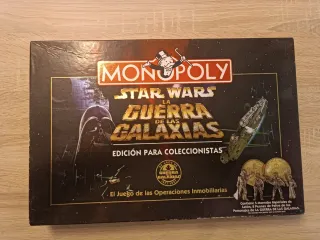 MONOPOLY
STAR WARS
LA
GUERRA
DE LAS
GALAXIAS
EDICIÓN PARA COLECCIONISTAS
El Juego de las Operaciones Inmobiliarias